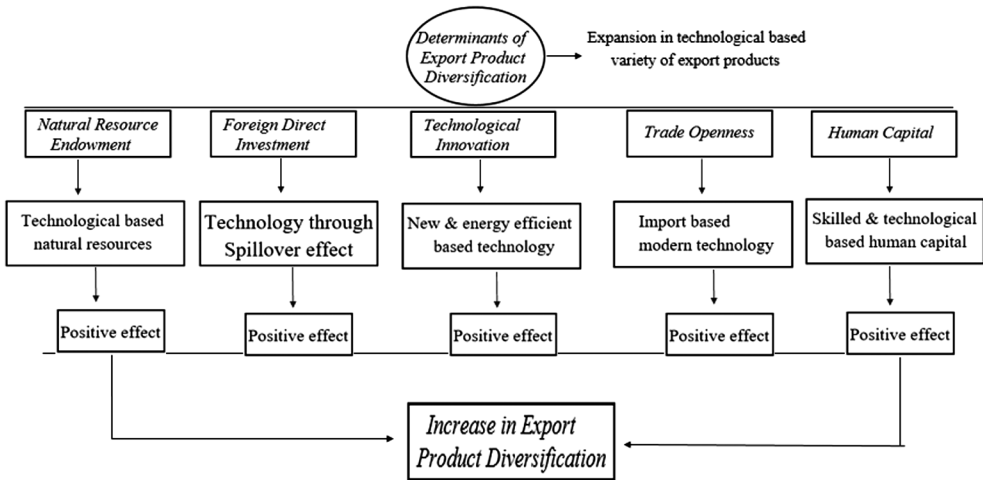 Determinants of
Export Product
Diversification
Expansion in technological based
variety of export products
Natural Resource
Endowment
Foreign Direct
Investment
Technological
Innovation
Trade Openness
Human Capital
Technological based
natural resources
Technology through
Spillover effect
New & energy efficient
based technology
Import based
modern technology
Skilled & technological
based human capital
Positive effect
Positive effect
Positive effect
Positive effect
Positive effect
Increase in Export
Product Diversification